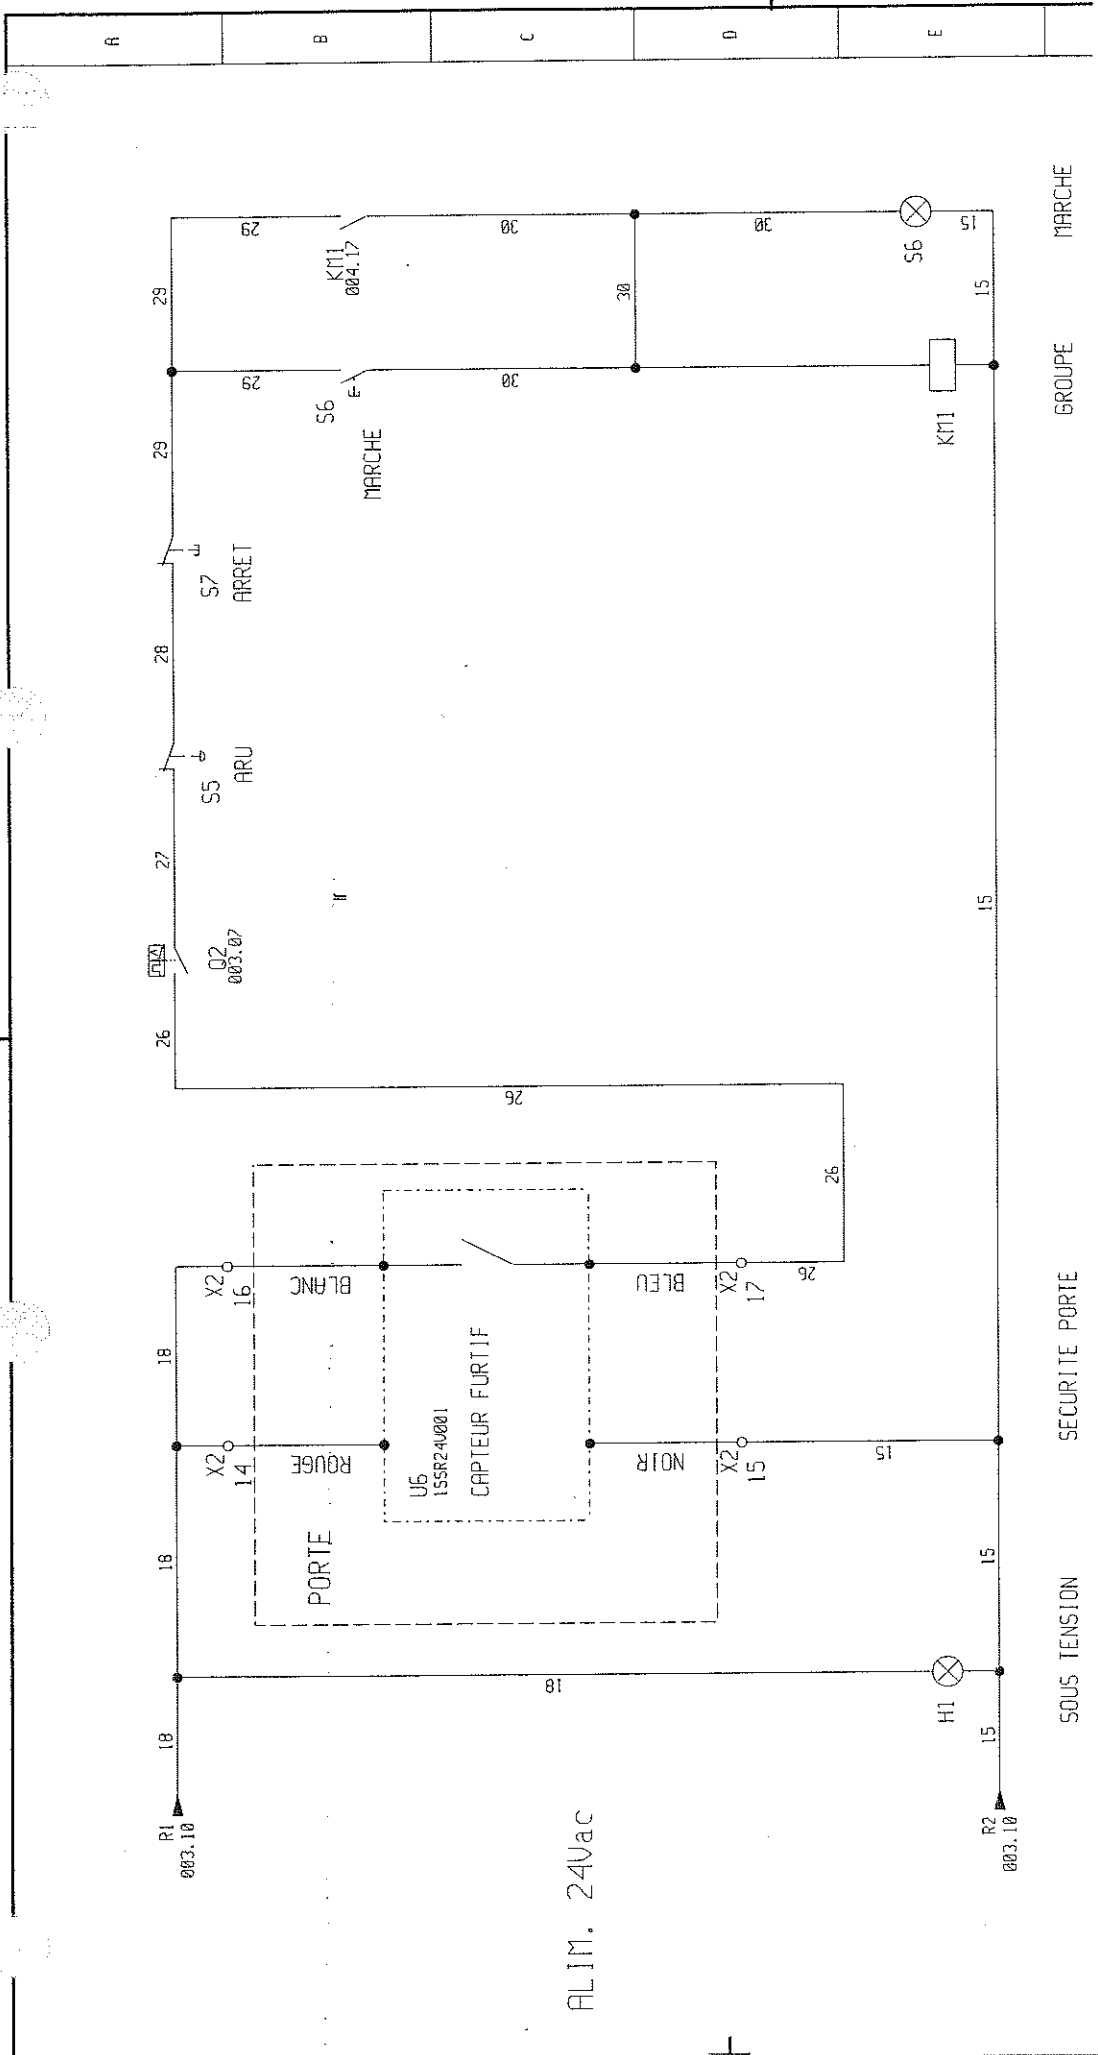 A
B
C
D
E
ALIM. 24Vac
R1
003.10
18
18
18
18
R2
003.10
15
15
15
15
15
15
H1
SOUS TENSION
PORTE
X2
14
ROUGE
X2
16
BLANC
U6
1SSR24V001
CAPTEUR FURTIF
NOIR
X2
15
BLEU
X2
17
SECURITE PORTE
26
26
26
26
Q2
003.07
27
S5
ARU
28
S7
ARRET
29
29
29
29
S6
MARCHE
KM1
004.17
30
30
30
30
KM1
S6
15
GROUPE
MARCHE